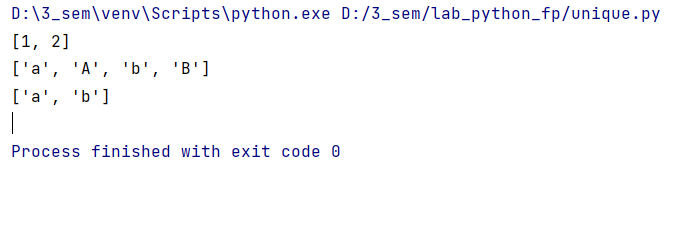 D:\3_sem\venv\Scripts\python.exe D:/3_sem/lab_python_fp/unique.py
[1, 2]
['a', 'A', 'b', 'B']
['a', 'b']
Process finished with exit code 0